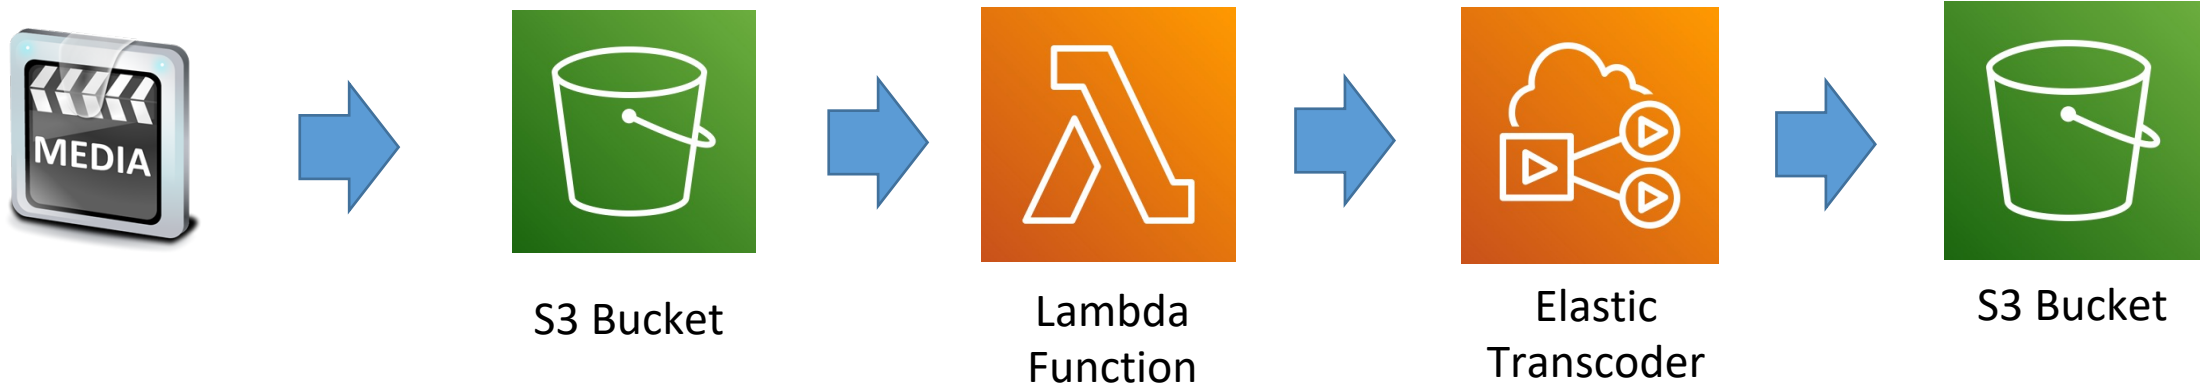 MEDIA
S3 Bucket
Lambda
Function
Elastic
Transcoder
S3 Bucket